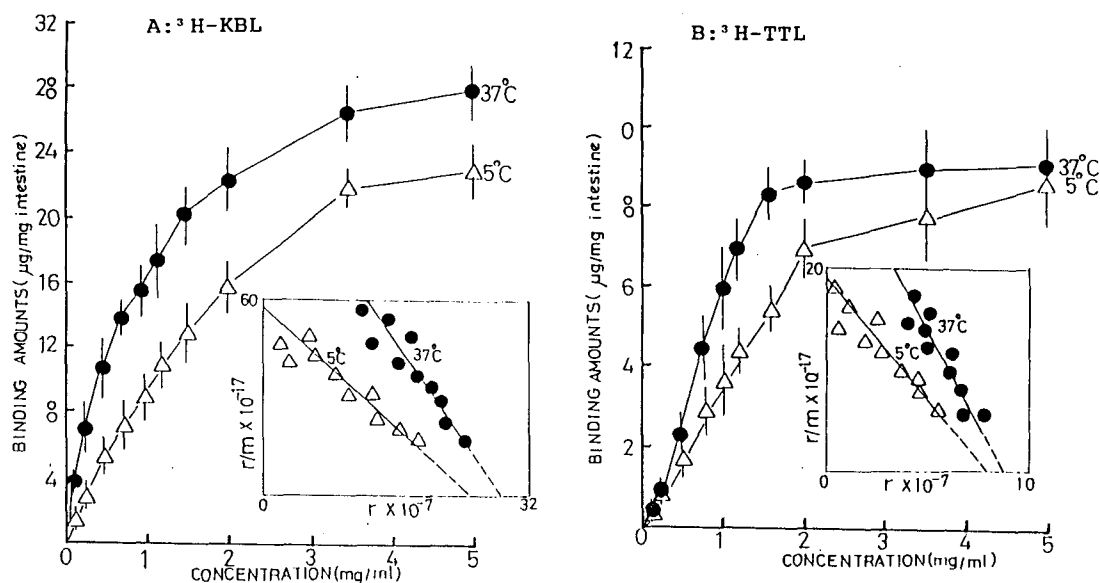 A:³H-KBL
BINDING AMOUNTS (µg/mg intestine)
32
28
24
20
16
12
8
4
0
1
2
3
4
5
CONCENTRATION(mg/ml)
37°C
5°C
60
r/m × 10⁻¹⁷
0
r ×10⁻⁷
32
5°C
37°C
B:³H-TTL
BINDING AMOUNTS (µg/mg intestine)
12
0
8
6
4
2
0
1
2
3
4
5
CONCENTRATION(mg/ml)
37°C
5°C
20
r/m × 10⁻¹⁷
0
r ×10⁻⁷
10
37°C
5°C